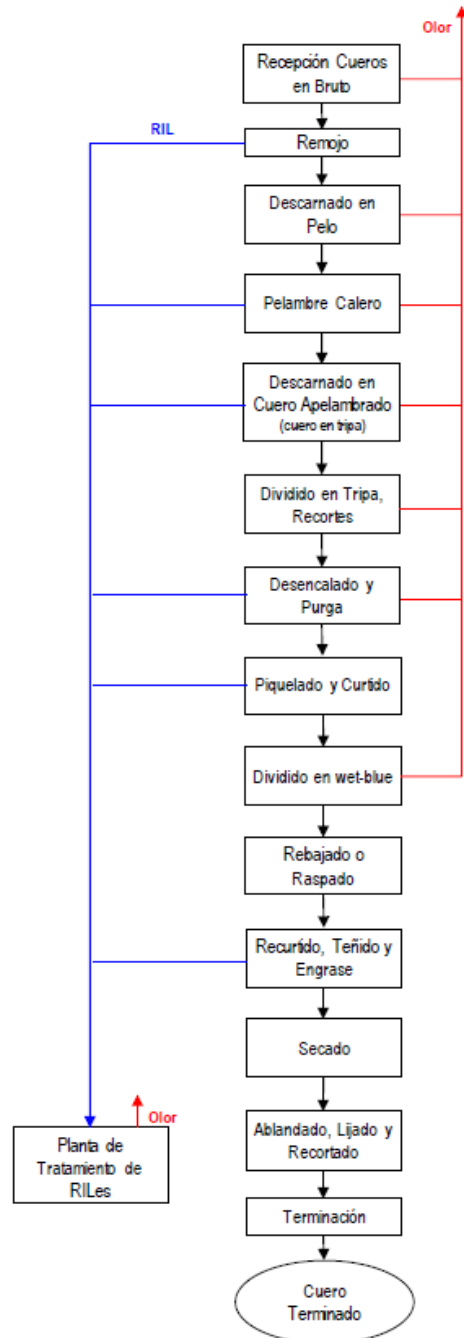 Olor
Recepción Cueros
en Bruto
RIL
Remojo
Descarnado en
Pelo
Pelambre Calero
Descarnado en
Cuero Apelambrado
(cuero en tripa)
Dividido en Tripa,
Recortes
Desencalado y
Purga
Piquelado y Curtido
Dividido en wet-blue
Rebajado o
Raspado
Recurtido, Teñido y
Engrase
Secado
Olor
Planta de
Tratamiento de
RILes
Ablandado, Lijado y
Recortado
Terminación
Cuero
Terminado